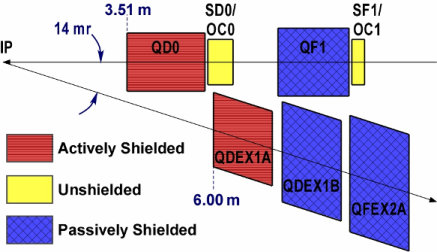 3.51 m
SD0/
OC0
SF1/
OC1
14 mr
IP
QD0
QF1
QDEX1A
QDEX1B
QFEX2A
6.00 m
Actively Shielded
Unshielded
Passively Shielded